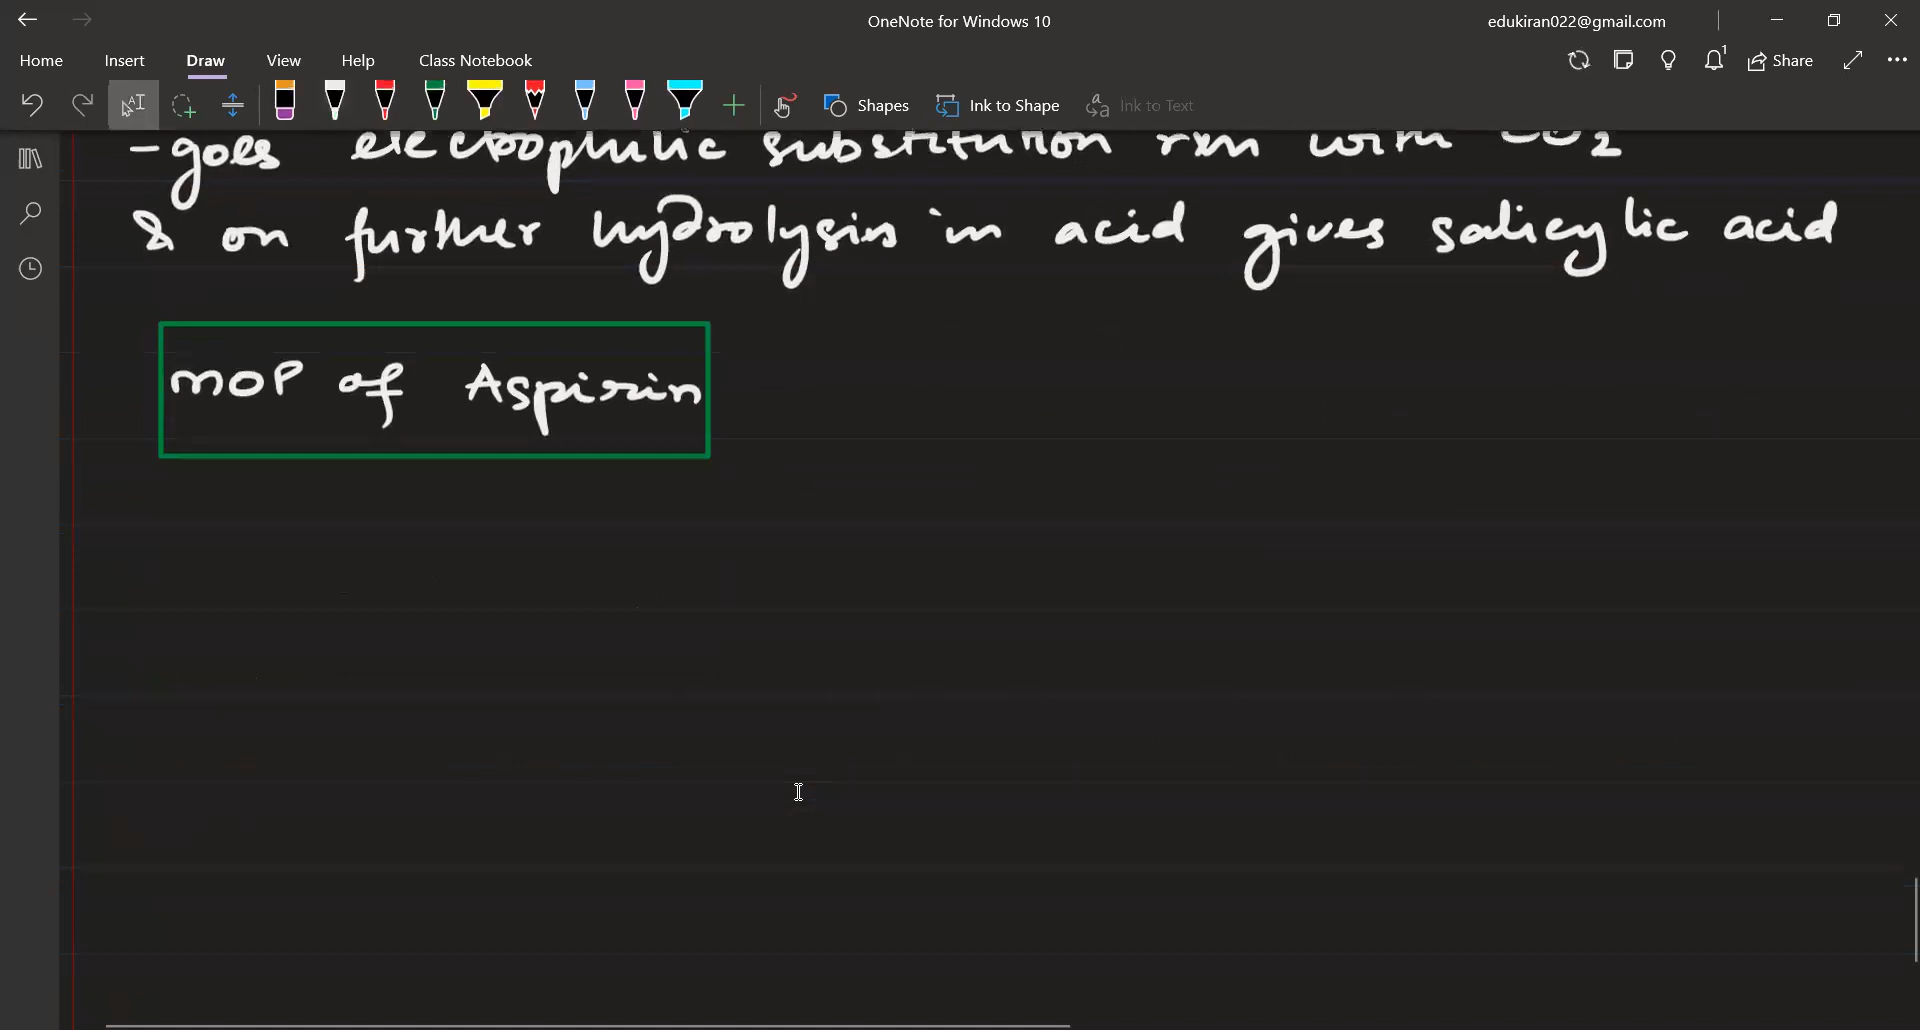 OneNote for Windows 10
edukiran022@gmail.com
Home Insert Draw View Help Class Notebook
1
Share
Shapes Ink to Shape Ink to Text
-goes electrophilic substitution rxn with CO2
& on further hydrolysis in acid gives salicylic acid
MOP of Aspirin